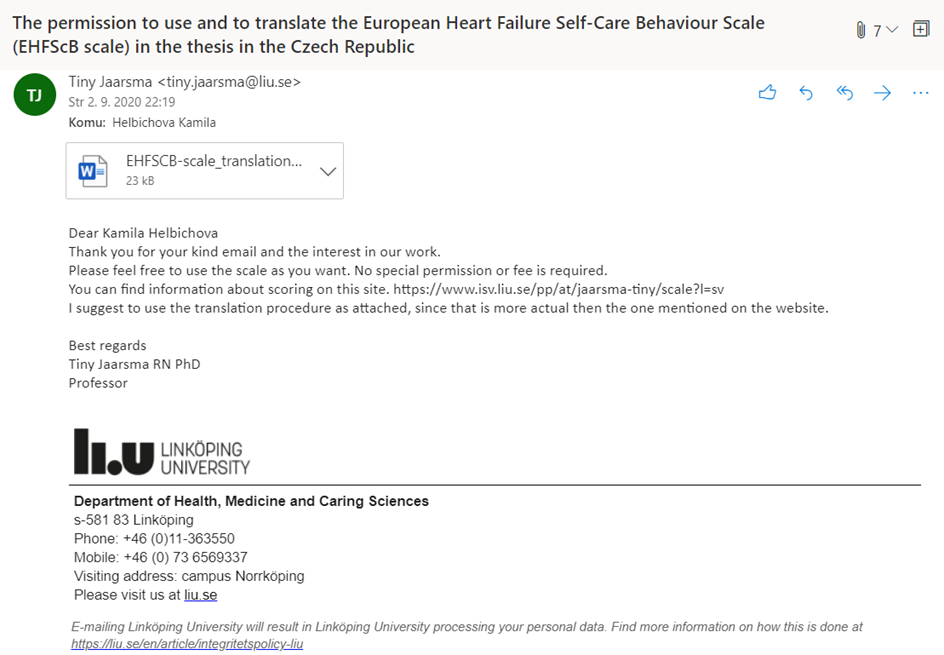 The permission to use and to translate the European Heart Failure Self-Care Behaviour Scale
(EHFScB scale) in the thesis in the Czech Republic
7
TJ
Tiny Jaarsma <tiny.jaarsma@liu.se>
Str 2. 9. 2020 22:19
Komu: Helbichova Kamila
W
EHFSCB-scale_translation...
23 kB
Dear Kamila Helbichova
Thank you for your kind email and the interest in our work.
Please feel free to use the scale as you want. No special permission or fee is required.
You can find information about scoring on this site. https://www.isv.liu.se/pp/at/jaarsma-tiny/scale?l=sv
I suggest to use the translation procedure as attached, since that is more actual then the one mentioned on the website.
Best regards
Tiny Jaarsma RN PhD
Professor
li.u LINKÖPING
UNIVERSITY
Department of Health, Medicine and Caring Sciences
s-581 83 Linköping
Phone: +46 (0)11-363550
Mobile: +46 (0) 73 6569337
Visiting address: campus Norrköping
Please visit us at liu.se
E-mailing Linköping University will result in Linköping University processing your personal data. Find more information on how this is done at
https://liu.se/en/article/integritetspolicy-liu